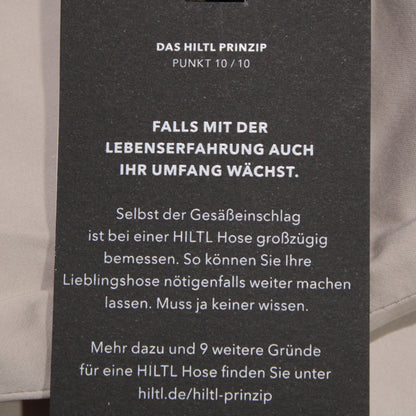 DAS HILTL PRINZIP
PUNKT 10 / 10
FALLS MIT DER
LEBENSERFAHRUNG AUCH
IHR UMFANG WÄCHST.
Selbst der Gesäßeinschlag
ist bei einer HILTL Hose großzügig
bemessen. So können Sie Ihre
Lieblingshose nötigenfalls weiter machen
lassen. Muss ja keiner wissen.
Mehr dazu und 9 weitere Gründe
für eine HILTL Hose finden Sie unter
hiltl.de/hiltl-prinzip